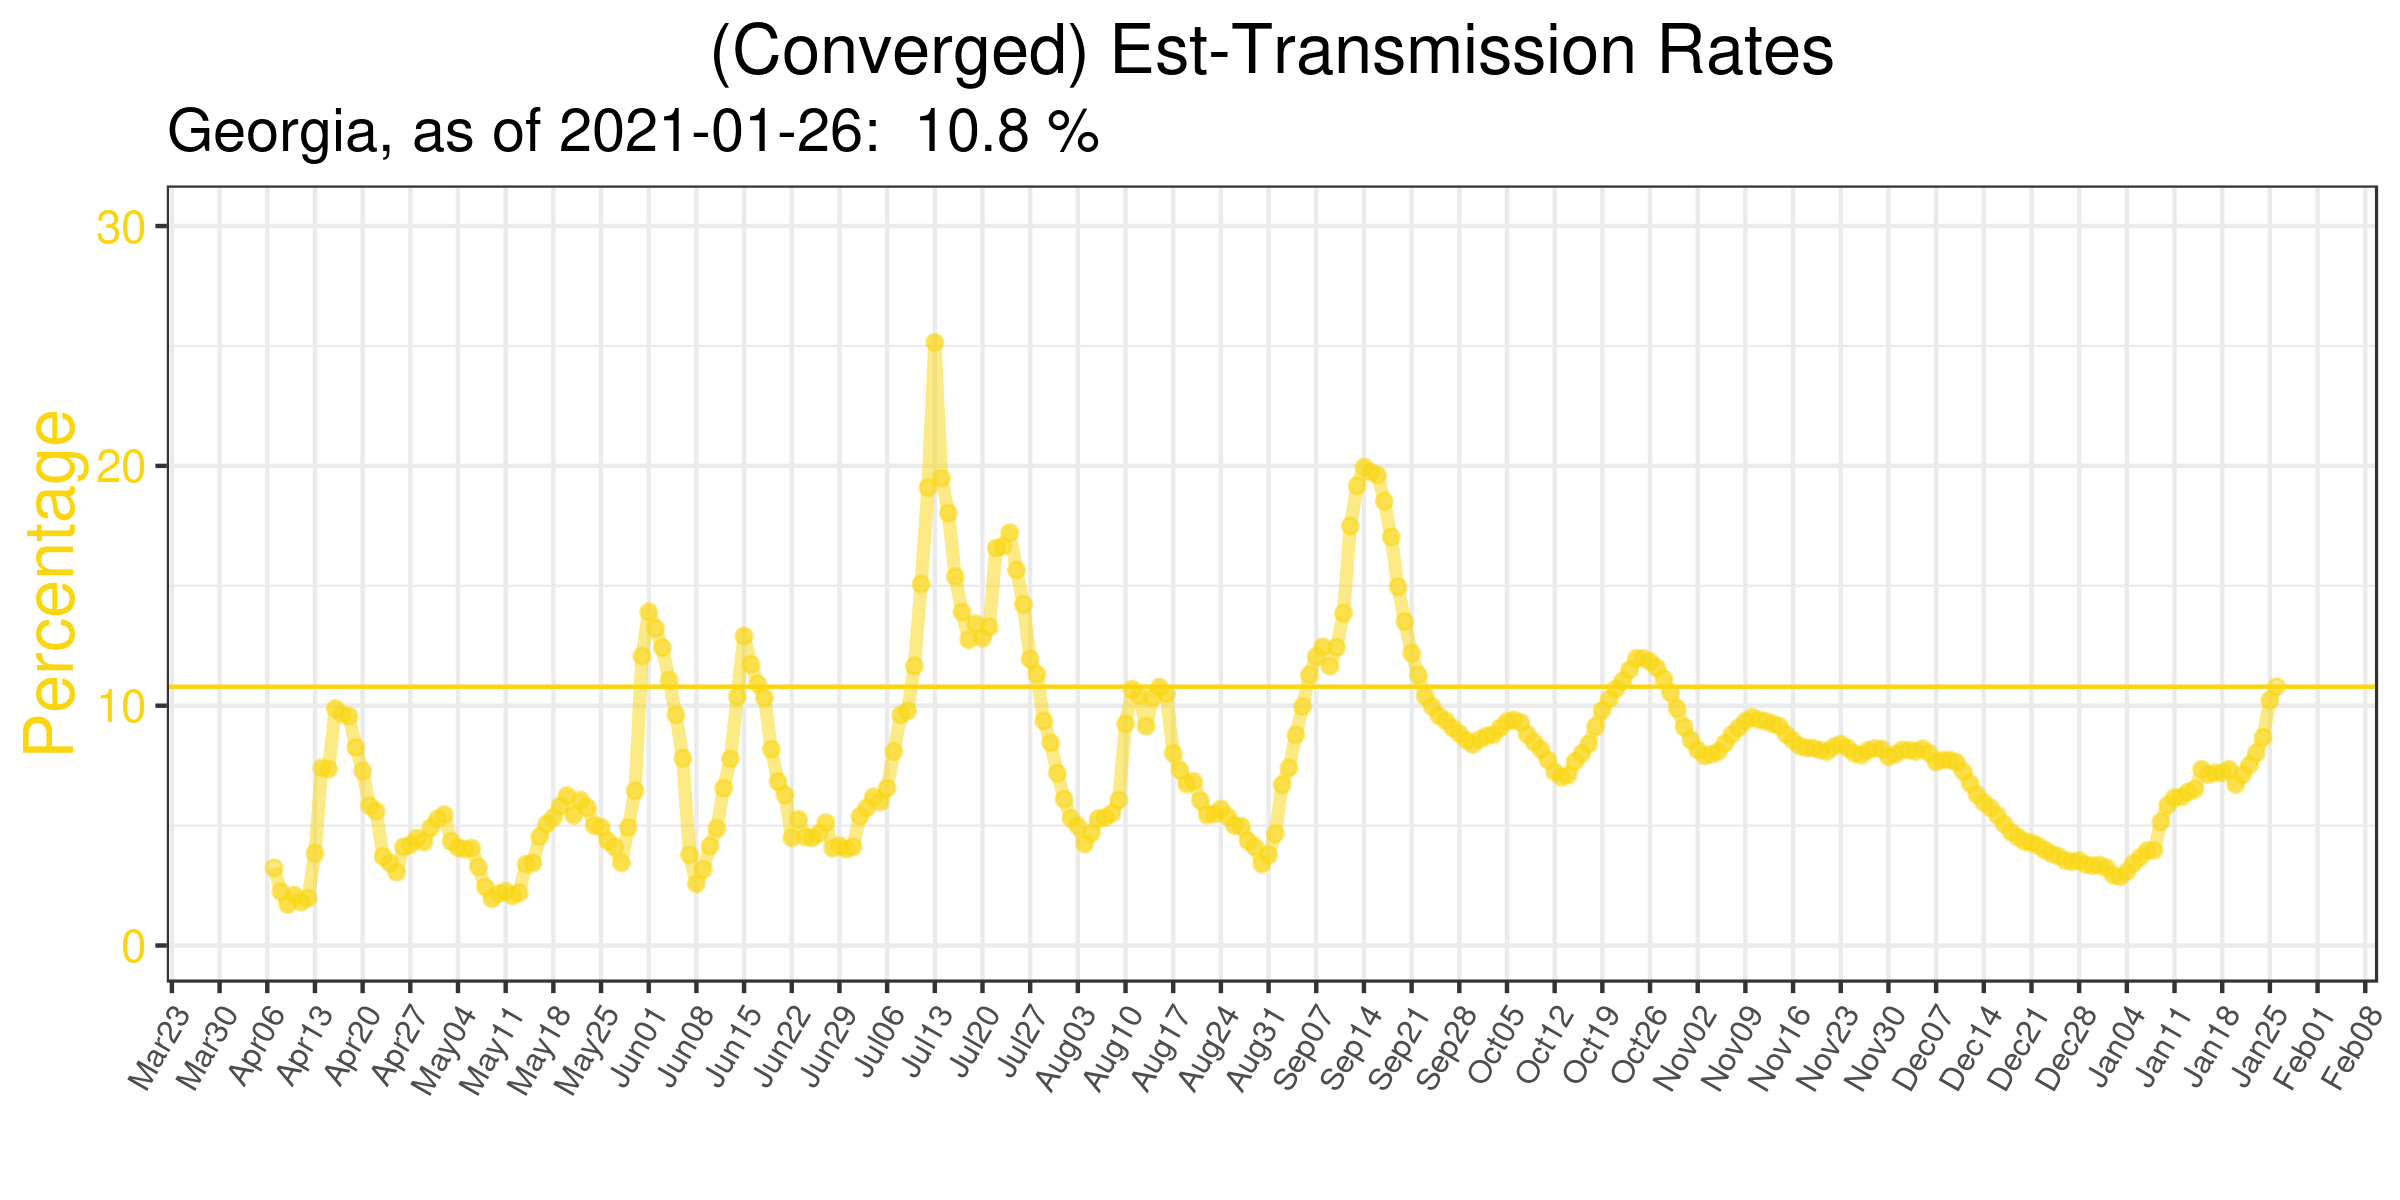 (Converged) Est-Transmission Rates
Georgia, as of 2021-01-26:  10.8 %
Percentage
30
20
10
0
Mar23
Mar30
Apr06
Apr13
Apr20
Apr27
May04
May11
May18
May25
Jun01
Jun08
Jun15
Jun22
Jun29
Jul06
Jul13
Jul20
Jul27
Aug03
Aug10
Aug17
Aug24
Aug31
Sep07
Sep14
Sep21
Sep28
Oct05
Oct12
Oct19
Oct26
Nov02
Nov09
Nov16
Nov23
Nov30
Dec07
Dec14
Dec21
Dec28
Jan04
Jan11
Jan18
Jan25
Feb01
Feb08